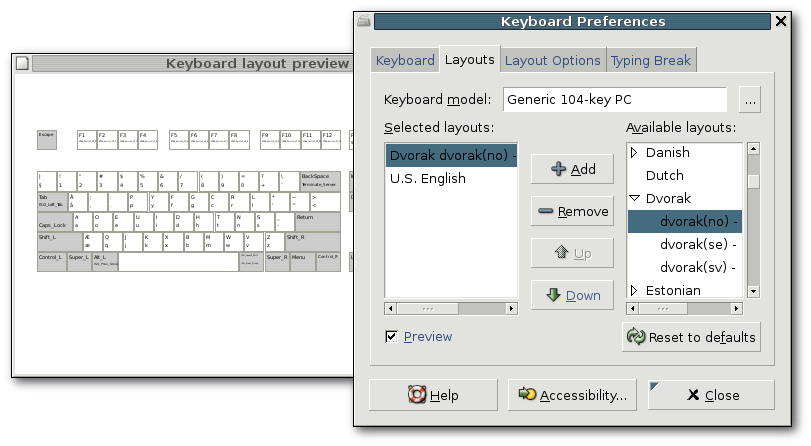 Keyboard Preferences
Keyboard layout preview
Keyboard
Layouts
Layout Options
Typing Break
Keyboard model:
Generic 104-key PC
...
Selected layouts:
Available layouts:
Dvorak dvorak(no) -
U.S. English
Add
Remove
Up
Down
Danish
Dutch
Dvorak
dvorak(no) -
dvorak(se) -
dvorak(sv) -
Estonian
Preview
Reset to defaults
Help
Accessibility...
Close
Escape
F1 F2 F3 F4 F5 F6 F7 F8 F9 F10 F11 F12
BackSpace
Terminate_Server
Tab
ISO_Left_Tab
P Y F G C R L
p y f g c r l
Caps_Lock
A O E U I D H T N S
a o e u i d h t n s
Return
Shift_L
Æ Q J K X B M W V Z
æ q j k x b m w v z
Shift_R
Control_L Super_L Alt_L
Super_R Menu Control_R